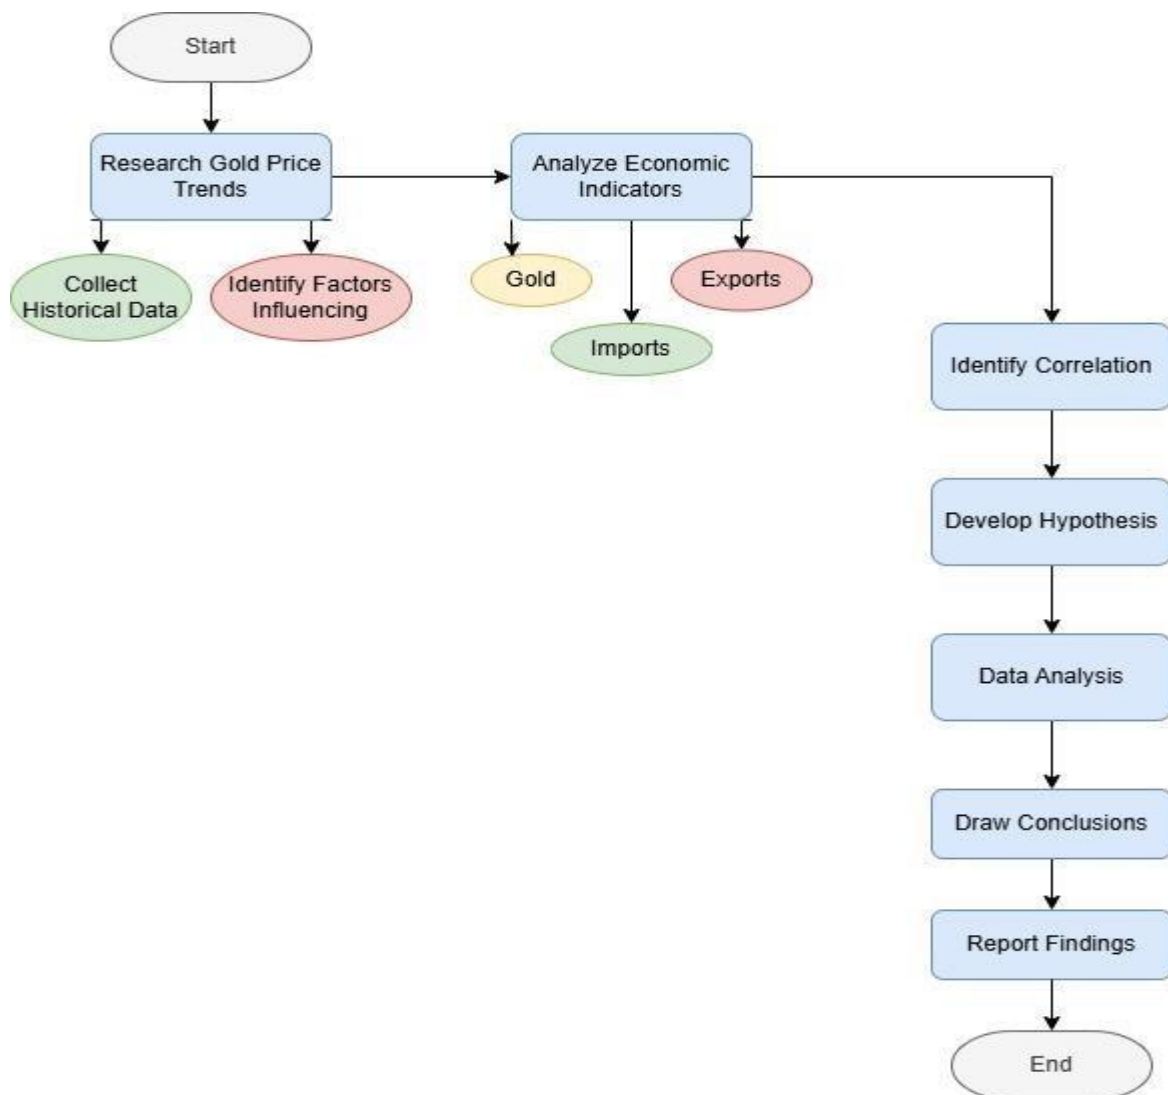 Start
Research Gold Price
Trends
Analyze Economic
Indicators
Collect
Historical Data
Identify Factors
Influencing
Gold
Exports
Imports
Identify Correlation
Develop Hypothesis
Data Analysis
Draw Conclusions
Report Findings
End